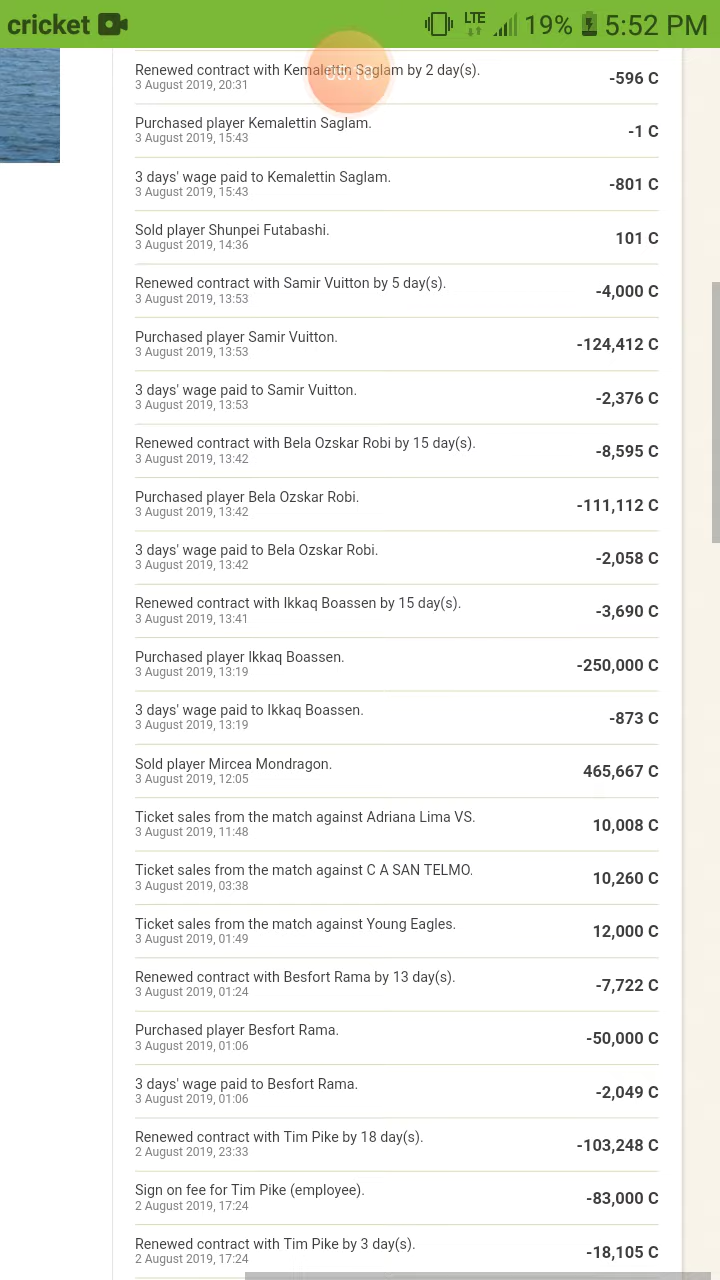 cricket LTE 19% 5:52 PM
Renewed contract with Kemalettin Saglam by 2 day(s).
3 August 2019, 20:31
-596 C
Purchased player Kemalettin Saglam.
3 August 2019, 15:43
-1 C
3 days' wage paid to Kemalettin Saglam.
3 August 2019, 15:43
-801 C
Sold player Shunpei Futabashi.
3 August 2019, 14:36
101 C
Renewed contract with Samir Vuitton by 5 day(s).
3 August 2019, 13:53
-4,000 C
Purchased player Samir Vuitton.
3 August 2019, 13:53
-124,412 C
3 days' wage paid to Samir Vuitton.
3 August 2019, 13:53
-2,376 C
Renewed contract with Bela Ozskar Robi by 15 day(s).
3 August 2019, 13:42
-8,595 C
Purchased player Bela Ozskar Robi.
3 August 2019, 13:42
-111,112 C
3 days' wage paid to Bela Ozskar Robi.
3 August 2019, 13:42
-2,058 C
Renewed contract with Ikkaq Boassen by 15 day(s).
3 August 2019, 13:41
-3,690 C
Purchased player Ikkaq Boassen.
3 August 2019, 13:19
-250,000 C
3 days' wage paid to Ikkaq Boassen.
3 August 2019, 13:19
-873 C
Sold player Mircea Mondragon.
3 August 2019, 12:05
465,667 C
Ticket sales from the match against Adriana Lima VS.
3 August 2019, 11:48
10,008 C
Ticket sales from the match against C A SAN TELMO.
3 August 2019, 03:38
10,260 C
Ticket sales from the match against Young Eagles.
3 August 2019, 01:49
12,000 C
Renewed contract with Besfort Rama by 13 day(s).
3 August 2019, 01:24
-7,722 C
Purchased player Besfort Rama.
3 August 2019, 01:06
-50,000 C
3 days' wage paid to Besfort Rama.
3 August 2019, 01:06
-2,049 C
Renewed contract with Tim Pike by 18 day(s).
2 August 2019, 23:33
-103,248 C
Sign on fee for Tim Pike (employee).
2 August 2019, 17:24
-83,000 C
Renewed contract with Tim Pike by 3 day(s).
2 August 2019, 17:24
-18,105 C